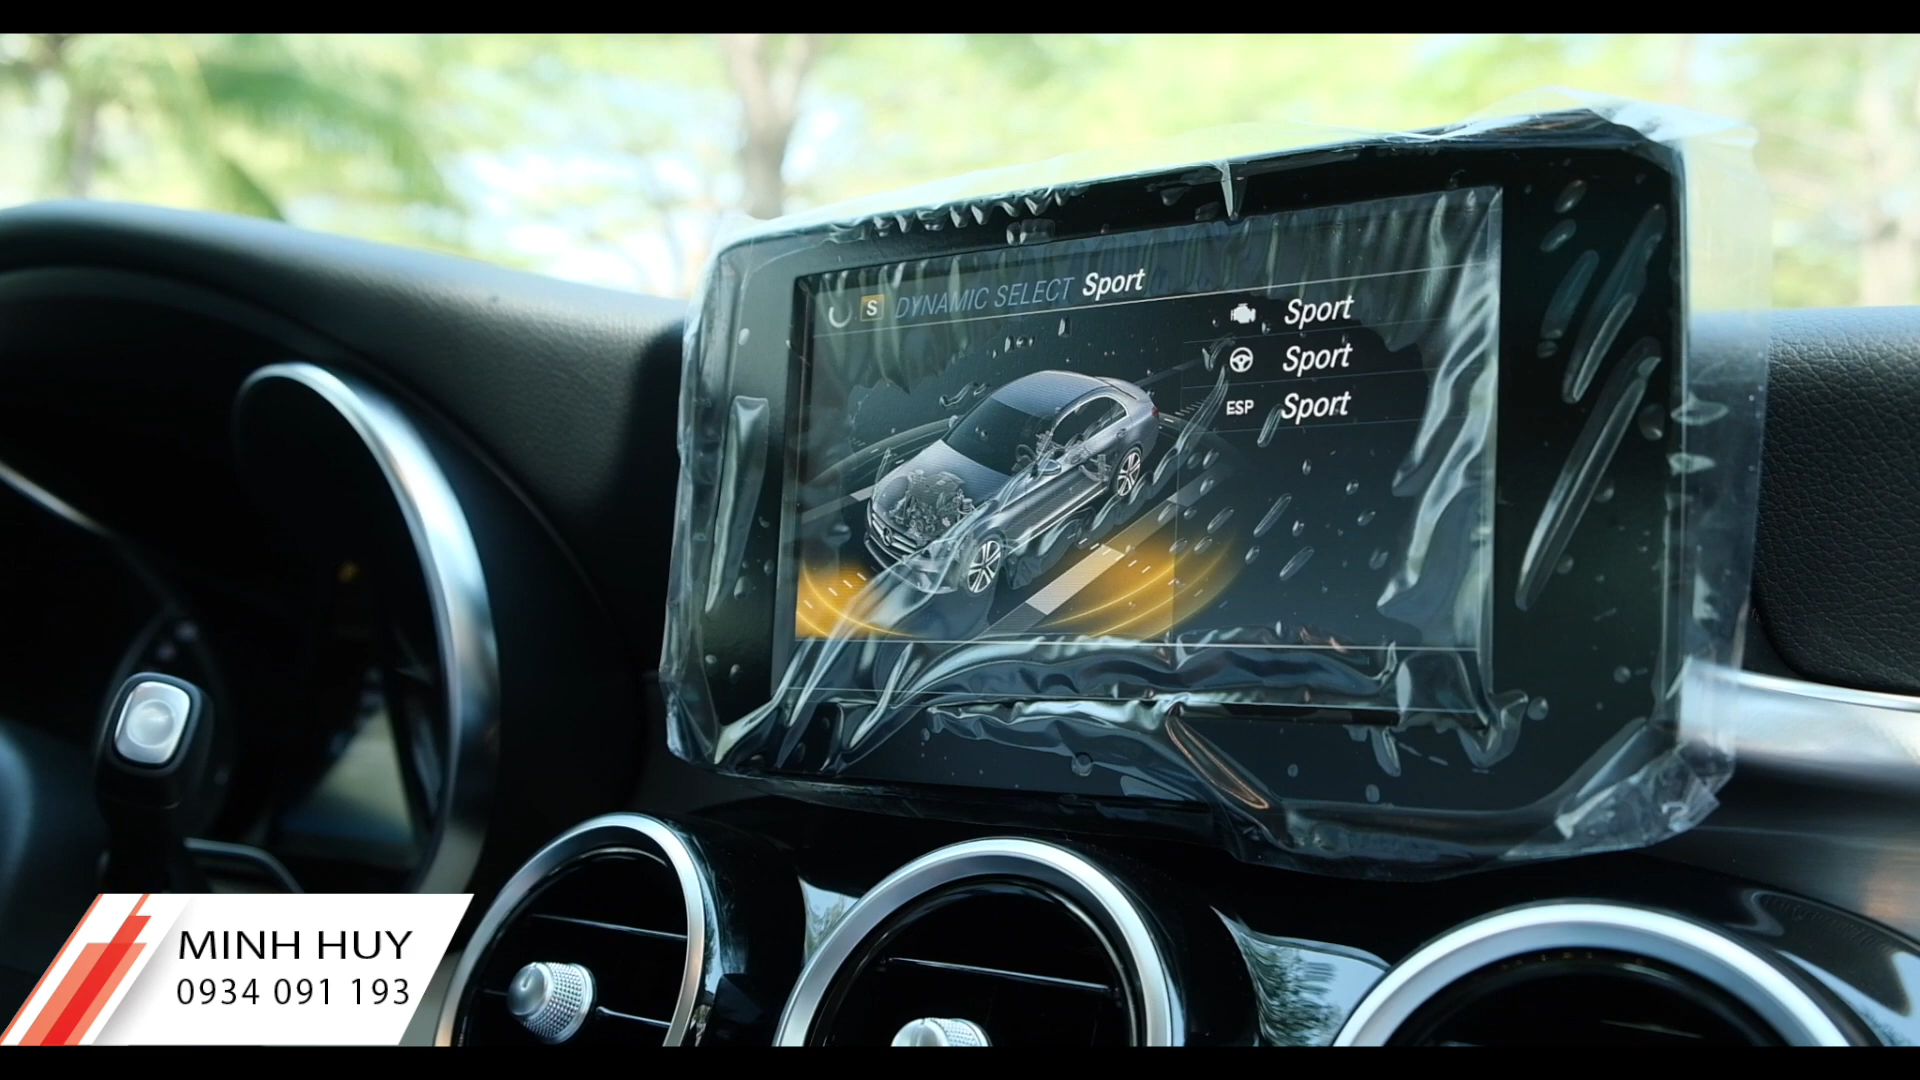 S DYNAMIC SELECT Sport
Sport
Sport
ESP Sport
MINH HUY
0934 091 193